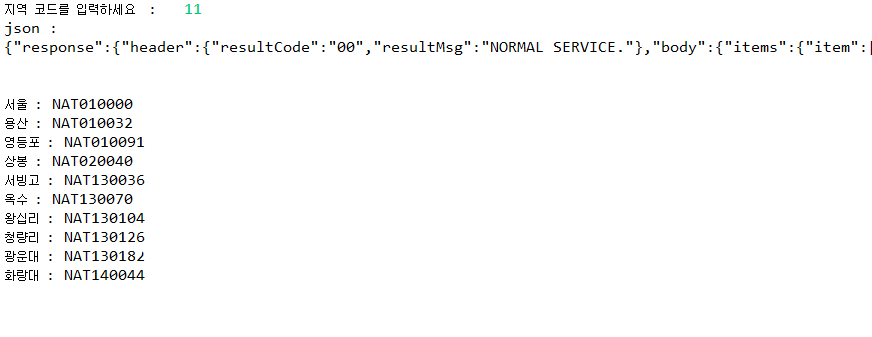 지역 코드를 입력하세요 : 11
json :
{"response":{"header":{"resultCode":"00","resultMsg":"NORMAL SERVICE."},"body":{"items":{"item":[
서울 : NAT010000
용산 : NAT010032
영등포 : NAT010091
상봉 : NAT020040
서빙고 : NAT130036
옥수 : NAT130070
왕십리 : NAT130104
청량리 : NAT130126
광운대 : NAT130182
화랑대 : NAT140044